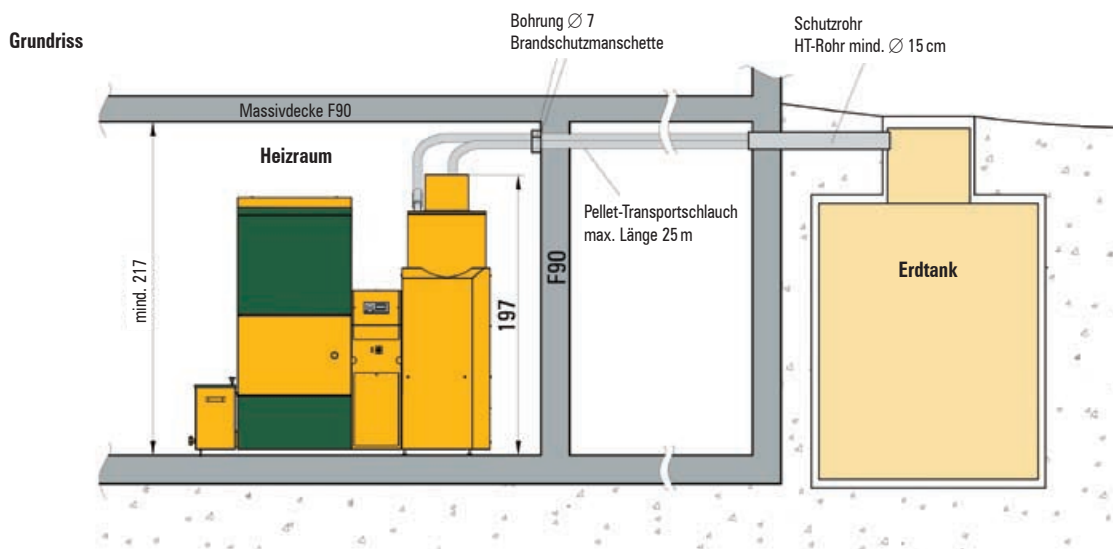 Grundriss
Bohrung ∅ 7
Brandschutzmanschette
Schutzrohr
HT-Rohr mind. ∅ 15 cm
Massivdecke F90
Heizraum
mind. 217
197
F90
Pellet-Transportschlauch
max. Länge 25 m
Erdtank